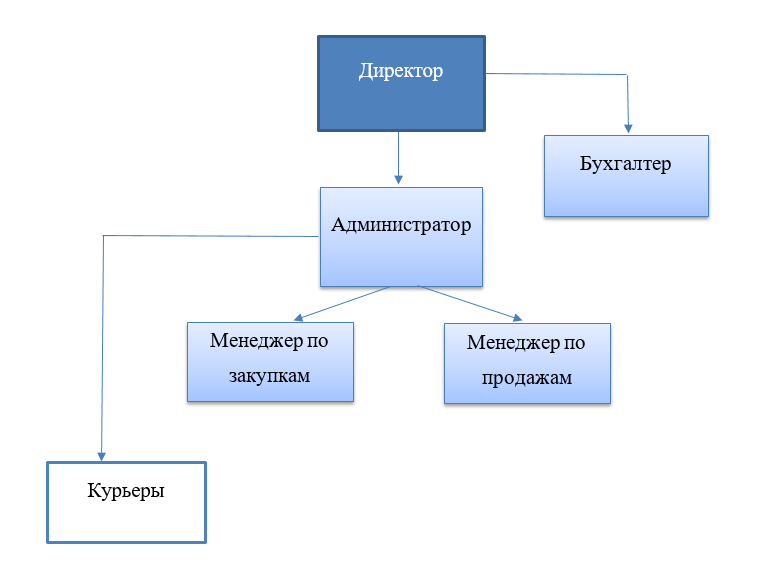 Директор
Бухгалтер
Администратор
Менеджер по
закупкам
Менеджер по
продажам
Курьеры